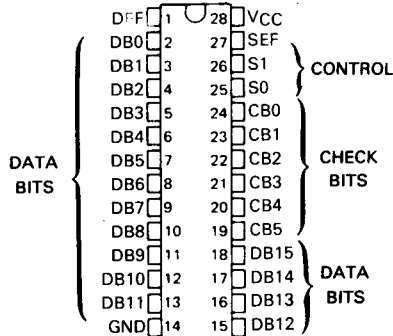 DEF 1 28 VCC
DB0 2 27 SEF
DB1 3 26 S1
DB2 4 25 S0
CONTROL
DB3 5 24 CB0
DB4 6 23 CB1
DB5 7 22 CB2
DB6 8 21 CB3
DB7 9 20 CB4
DB8 10 19 CB5
DATA
BITS
CHECK
BITS
DB9 11 18 DB15
DB10 12 17 DB14
DB11 13 16 DB13
GND 14 15 DB12
DATA
BITS